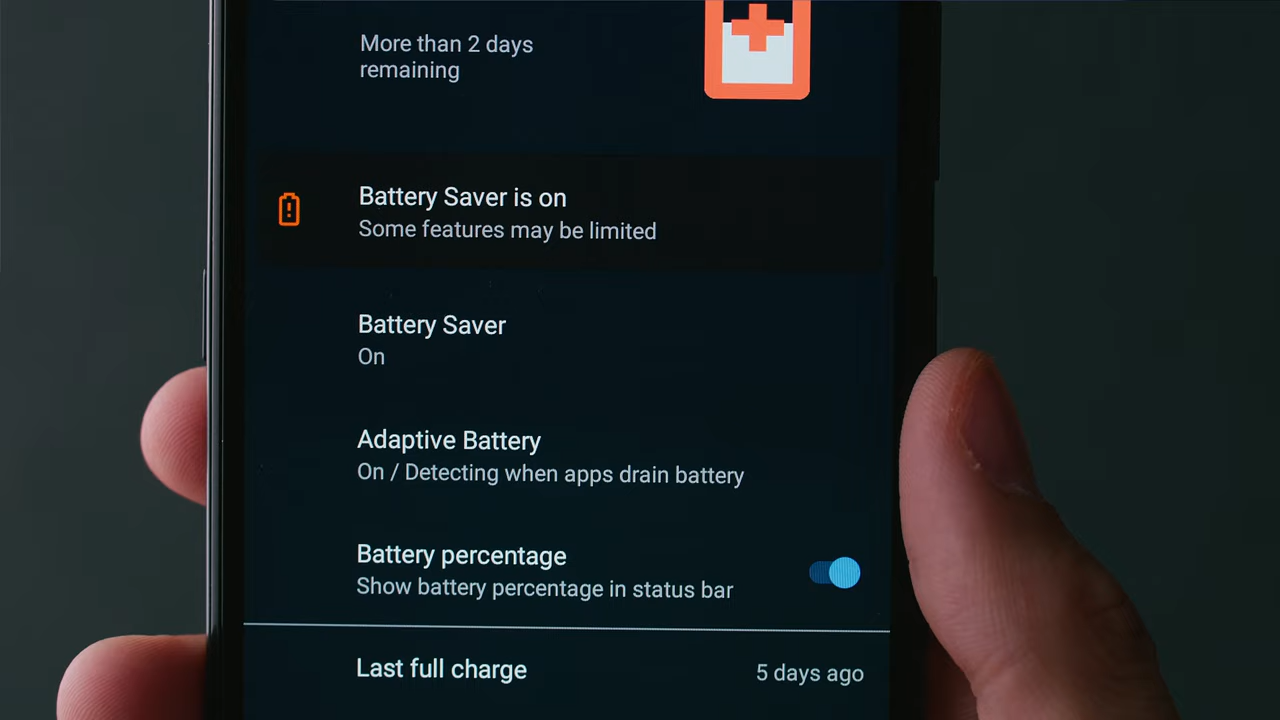 More than 2 days
remaining
Battery Saver is on
Some features may be limited
Battery Saver
On
Adaptive Battery
On / Detecting when apps drain battery
Battery percentage
Show battery percentage in status bar
Last full charge
5 days ago